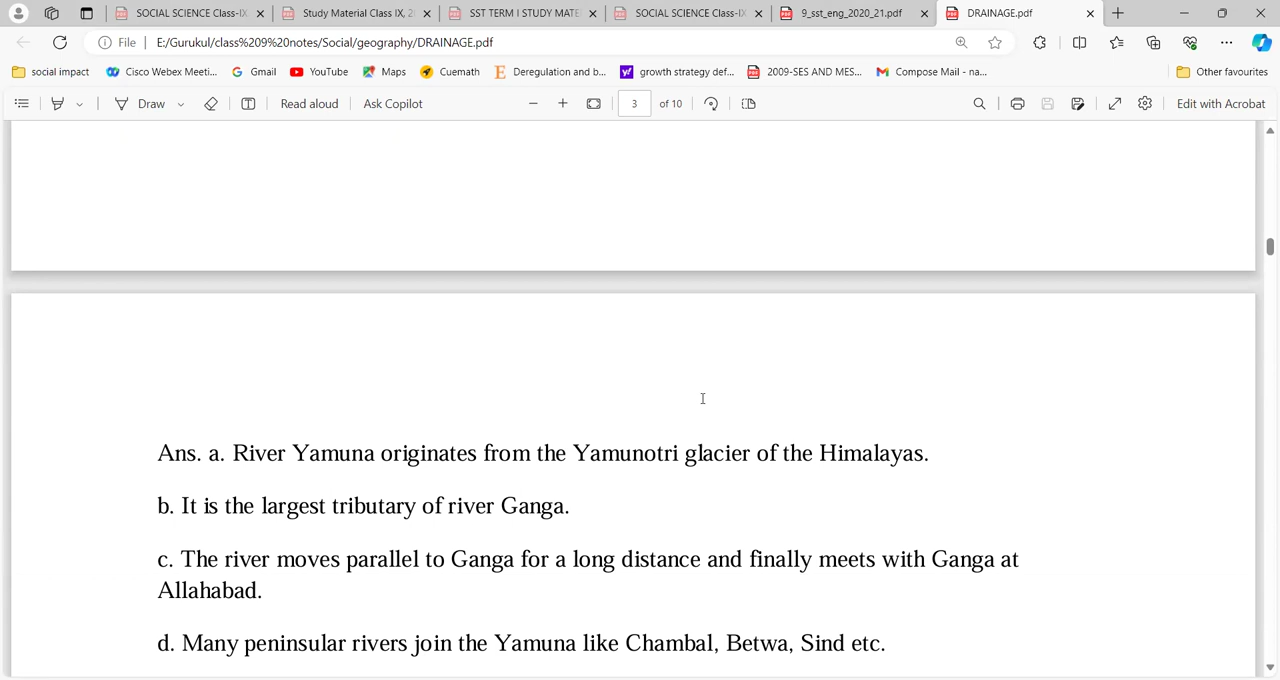 SOCIAL SCIENCE Class-IX
Study Material Class IX, 2
SST TERM I STUDY MATE
SOCIAL SCIENCE Class-IX
9_sst_eng_2020_21.pdf
DRAINAGE.pdf
File
E:/Gurukul/class%209%20notes/Social/geography/DRAINAGE.pdf
social impact
Cisco Webex Meeti...
Gmail
YouTube
Maps
Cuemath
Deregulation and b...
growth strategy def...
2009-SES AND MES...
Compose Mail - na...
Other favourites
Draw
Read aloud
Ask Copilot
3 of 10
Edit with Acrobat
Ans. a. River Yamuna originates from the Yamunotri glacier of the Himalayas.
b. It is the largest tributary of river Ganga.
c. The river moves parallel to Ganga for a long distance and finally meets with Ganga at
Allahabad.
d. Many peninsular rivers join the Yamuna like Chambal, Betwa, Sind etc.